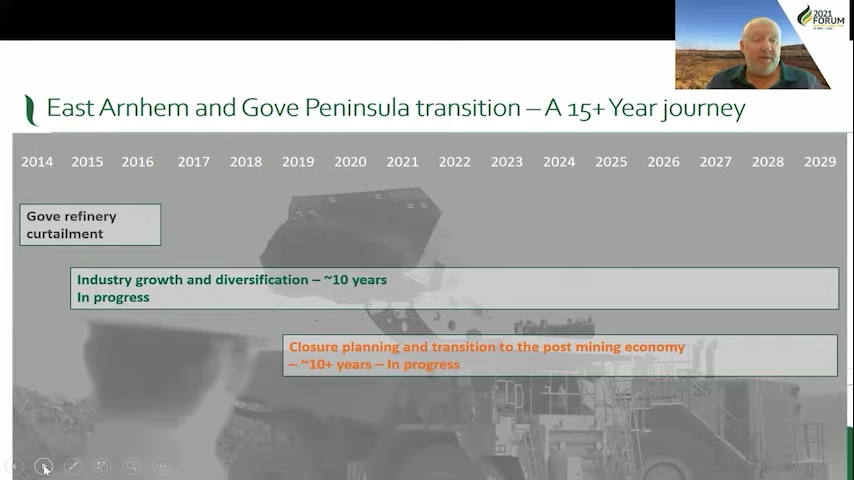 2021
FORUM
East Arnhem and Gove Peninsula transition – A 15+ Year journey
2014 2015 2016 2017 2018 2019 2020 2021 2022 2023 2024 2025 2026 2027 2028 2029
Gove refinery
curtailment
Industry growth and diversification – ~10 years
In progress
Closure planning and transition to the post mining economy
– ~10+ years – In progress
35